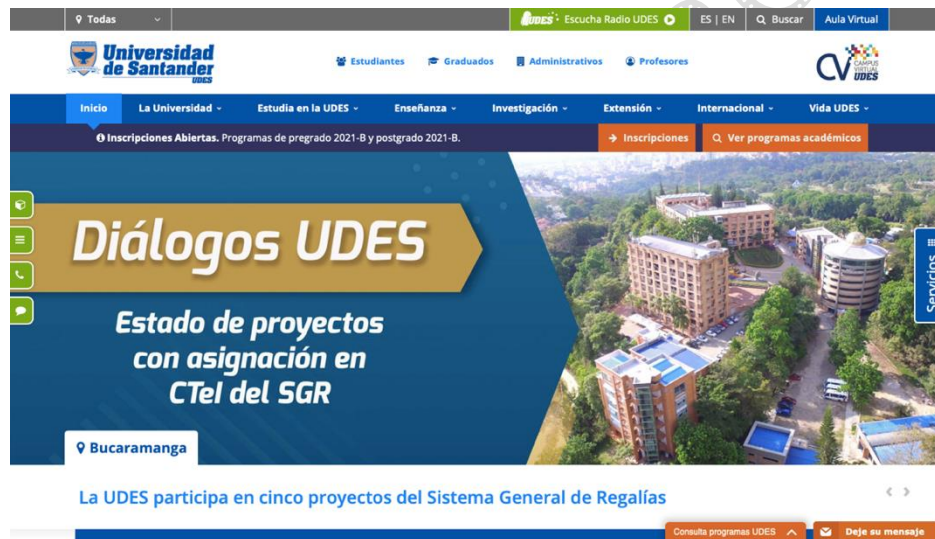 Todas
UDES Escucha Radio UDES
ES | EN
Buscar
Aula Virtual
Universidad
de Santander
UDES
Estudiantes
Graduados
Administrativos
Profesores
CV CAMPUS
VIRTUAL
UDES
Inicio
La Universidad
Estudia en la UDES
Enseñanza
Investigación
Extensión
Internacional
Vida UDES
Inscripciones Abiertas. Programas de pregrado 2021-B y postgrado 2021-B.
Inscripciones
Ver programas académicos
Diálogos UDES
Estado de proyectos
con asignación en
CTeI del SGR
Servicios
Bucaramanga
La UDES participa en cinco proyectos del Sistema General de Regalías
Consulta programas UDES
Deje su mensaje